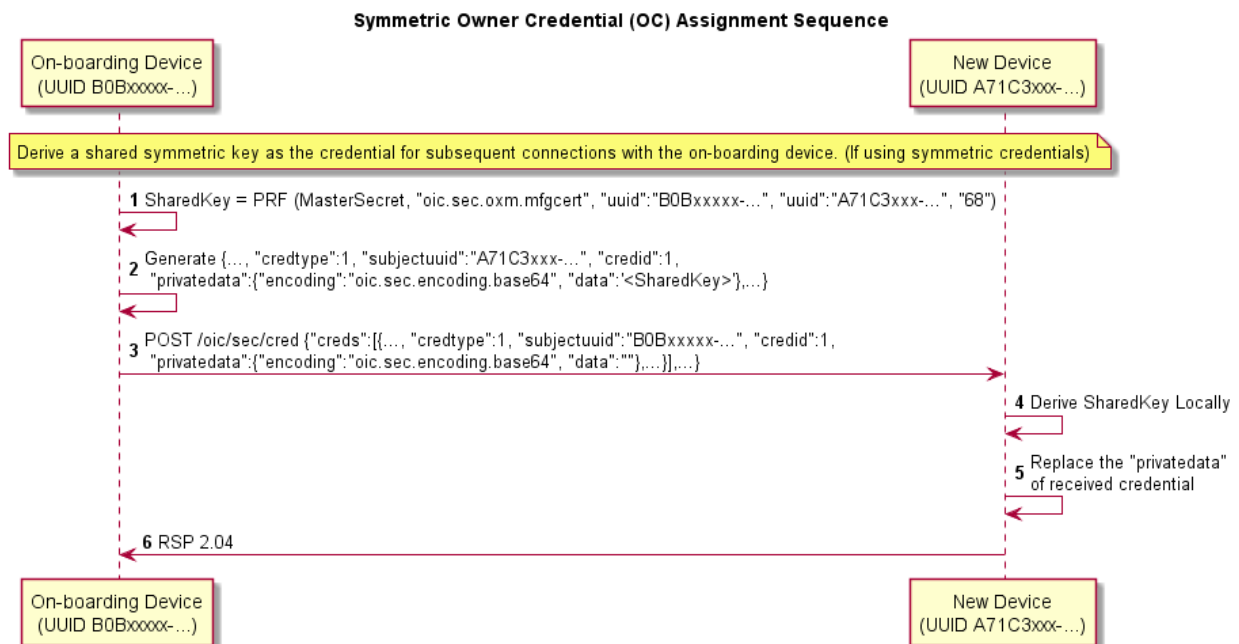 Symmetric Owner Credential (OC) Assignment Sequence
On-boarding Device
(UUID B0Bxxxxx-...)
New Device
(UUID A71C3xxx-...)
Derive a shared symmetric key as the credential for subsequent connections with the on-boarding device. (If using symmetric credentials)
1 SharedKey = PRF (MasterSecret, "oic.sec.oxm.mfgcert", "uuid":"B0Bxxxxx-...", "uuid":"A71C3xxx-...", "68")
2 Generate {..., "credtype":1, "subjectuuid":"A71C3xxx-...", "credid":1,
"privatedata":{"encoding":"oic.sec.encoding.base64", "data":'<SharedKey>'},...}
3 POST /oic/sec/cred {"creds":[{..., "credtype":1, "subjectuuid":"B0Bxxxxx-...", "credid":1,
"privatedata":{"encoding":"oic.sec.encoding.base64", "data":""},...}],...}
4 Derive SharedKey Locally
5 Replace the "privatedata"
of received credential
6 RSP 2.04
On-boarding Device
(UUID B0Bxxxxx-...)
New Device
(UUID A71C3xxx-...)